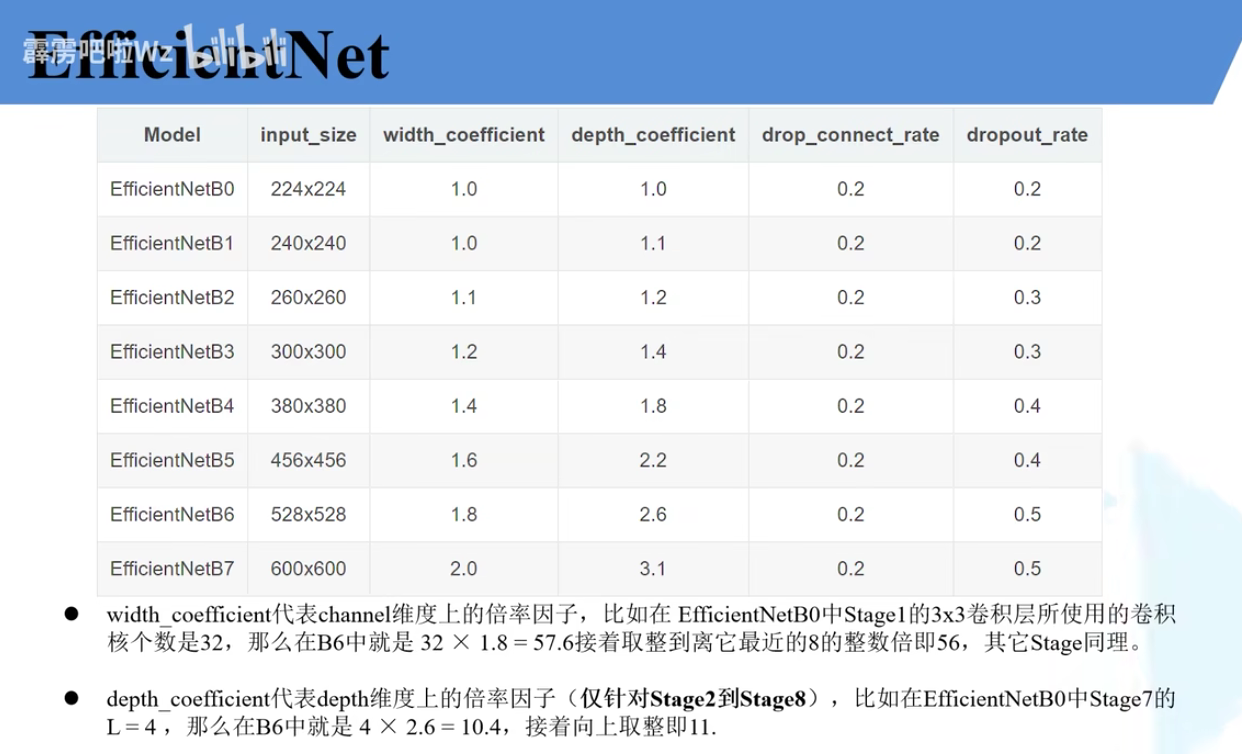 EfficientNet
霹雳吧啦Wz bilibili
Model input_size width_coefficient depth_coefficient drop_connect_rate dropout_rate
EfficientNetB0 224x224 1.0 1.0 0.2 0.2
EfficientNetB1 240x240 1.0 1.1 0.2 0.2
EfficientNetB2 260x260 1.1 1.2 0.2 0.3
EfficientNetB3 300x300 1.2 1.4 0.2 0.3
EfficientNetB4 380x380 1.4 1.8 0.2 0.4
EfficientNetB5 456x456 1.6 2.2 0.2 0.4
EfficientNetB6 528x528 1.8 2.6 0.2 0.5
EfficientNetB7 600x600 2.0 3.1 0.2 0.5
● width_coefficient代表channel维度上的倍率因子，比如在 EfficientNetB0中Stage1的3x3卷积层所使用的卷积
核个数是32，那么在B6中就是 32 × 1.8 = 57.6接着取整到离它最近的8的整数倍即56，其它Stage同理。
● depth_coefficient代表depth维度上的倍率因子（仅针对Stage2到Stage8），比如在EfficientNetB0中Stage7的
L = 4 ，那么在B6中就是 4 × 2.6 = 10.4，接着向上取整即11.